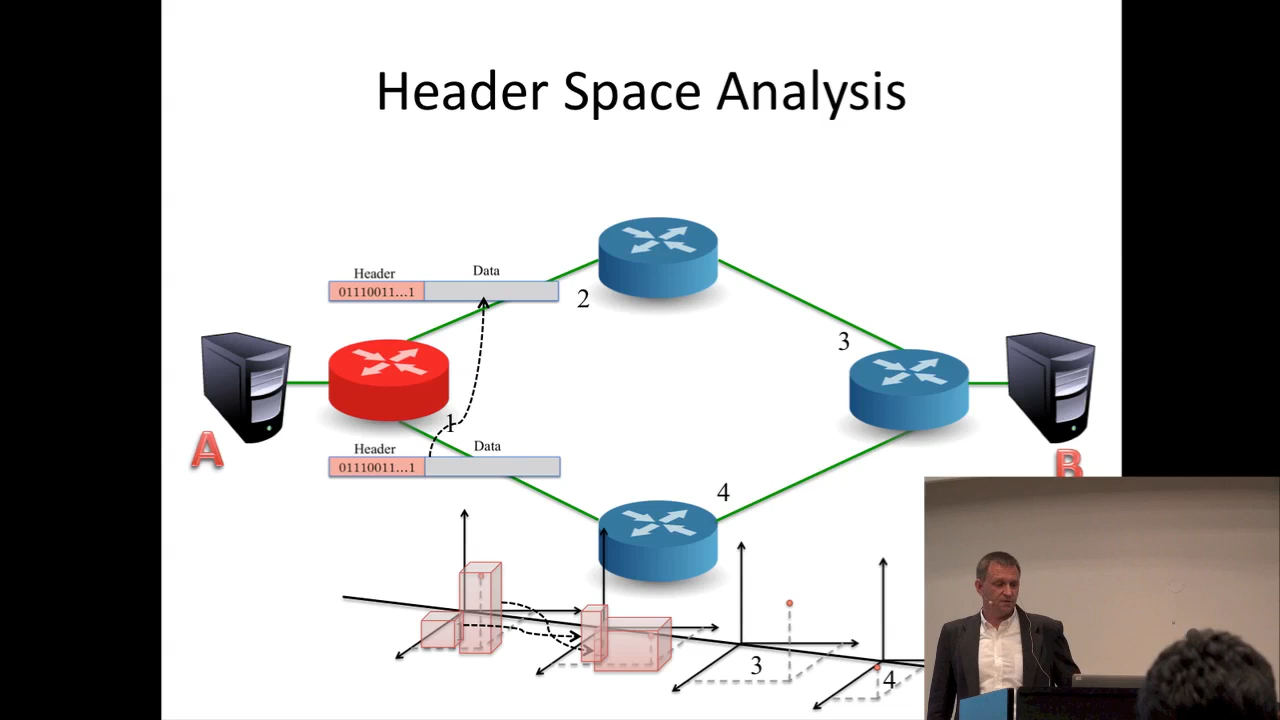 Header Space Analysis
Header Data
01110011...1
2
3
A
1
Header Data
01110011...1
B
4
3
4